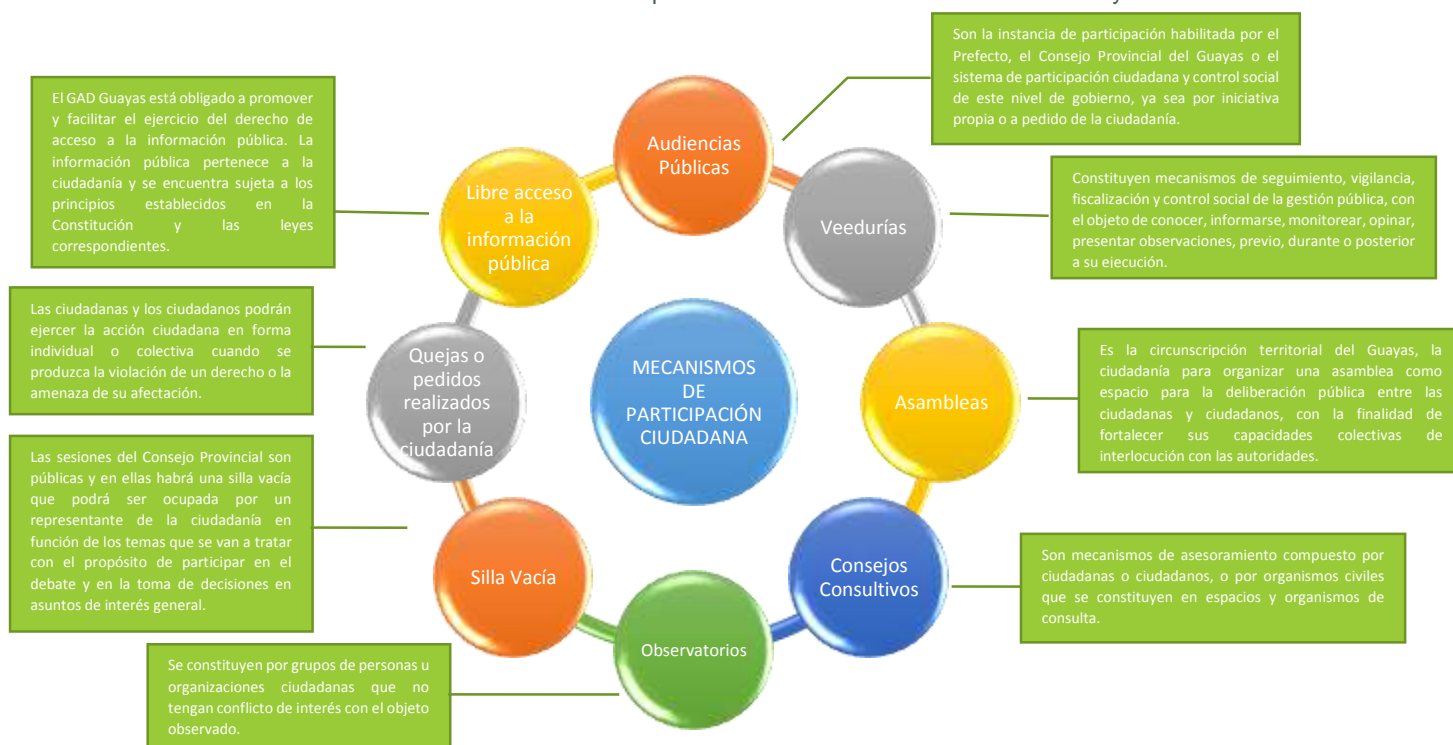 Son la instancia de participación habilitada por el
Prefecto, el Consejo Provincial del Guayas o el
sistema de participación ciudadana y control social
de este nivel de gobierno, ya sea por iniciativa
propia o a pedido de la ciudadanía.
El GAD Guayas está obligado a promover
y facilitar el ejercicio del derecho de
acceso a la información pública. La
información pública pertenece a la
ciudadanía y se encuentra sujeta a los
principios establecidos en la
Constitución y las leyes
correspondientes.
Audiencias
Públicas
Libre acceso
a la
información
pública
Veedurías
Constituyen mecanismos de seguimiento, vigilancia,
fiscalización y control social de la gestión pública, con
el objeto de conocer, informarse, monitorear, opinar,
presentar observaciones, previo, durante o posterior
a su ejecución.
Las ciudadanas y los ciudadanos podrán
ejercer la acción ciudadana en forma
individual o colectiva cuando se
produzca la violación de un derecho o la
amenaza de su afectación.
Quejas o
pedidos
realizados
por la
ciudadanía
MECANISMOS
DE
PARTICIPACIÓN
CIUDADANA
Asambleas
Es la circunscripción territorial del Guayas, la
ciudadanía para organizar una asamblea como
espacio para la deliberación pública entre las
ciudadanas y ciudadanos, con la finalidad de
fortalecer sus capacidades colectivas de
interlocución con las autoridades.
Las sesiones del Consejo Provincial son
públicas y en ellas habrá una silla vacía
que podrá ser ocupada por un
representante de la ciudadanía en
función de los temas que se van a tratar
con el propósito de participar en el
debate y en la toma de decisiones en
asuntos de interés general.
Silla Vacía
Consejos
Consultivos
Son mecanismos de asesoramiento compuesto por
ciudadanas o ciudadanos, o por organismos civiles
que se constituyen en espacios y organismos de
consulta.
Observatorios
Se constituyen por grupos de personas u
organizaciones ciudadanas que no
tengan conflicto de interés con el objeto
observado.